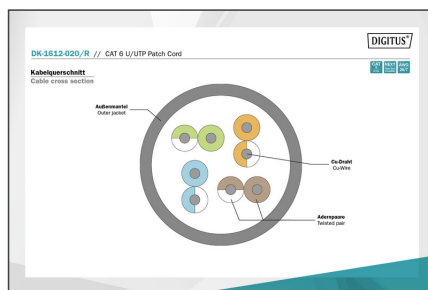 DIGITUS®
DK-1612-020/R // CAT 6 U/UTP Patch Cord
Kabelquerschnitt
Cable cross section
Außenmantel
Outer jacket
Cu-Draht
Cu-Wire
Adernpaare
Twisted pair